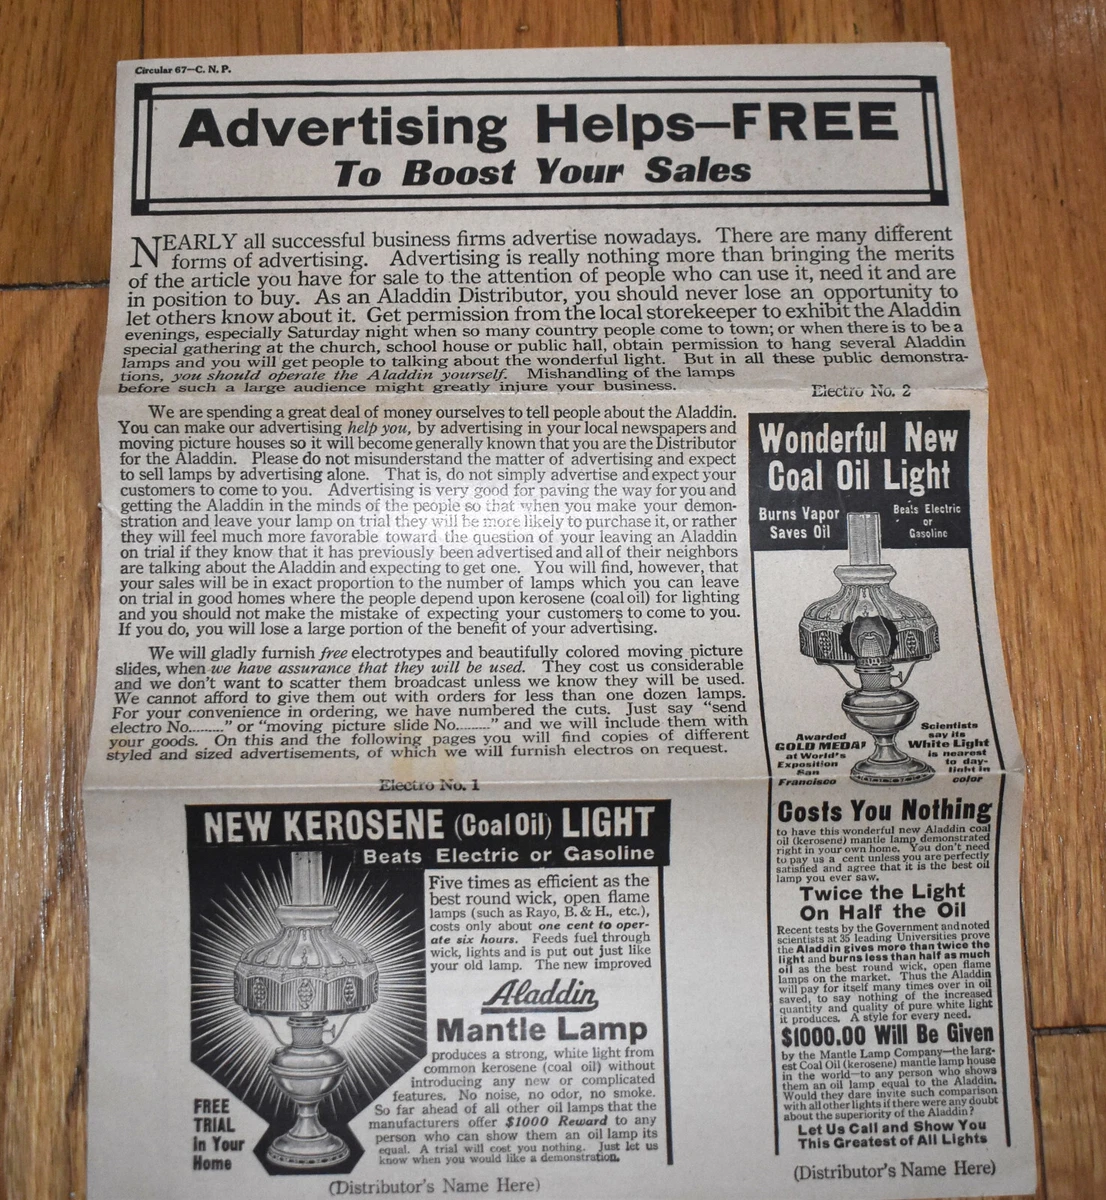 Circular 67—C. N. P.
Advertising Helps—FREE
To Boost Your Sales
NEARLY all successful business firms advertise nowadays. There are many different
forms of advertising. Advertising is really nothing more than bringing the merits
of the article you have for sale to the attention of people who can use it, need it and are
in position to buy. As an Aladdin Distributor, you should never lose an opportunity to
let others know about it. Get permission from the local storekeeper to exhibit the Aladdin
evenings, especially Saturday night when so many country people come to town; or when there is to be a
special gathering at the church, school house or public hall, obtain permission to hang several Aladdin
lamps and you will get people to talking about the wonderful light. But in all these public demonstra-
tions, you should operate the Aladdin yourself. Mishandling of the lamps
before such a large audience might greatly injure your business.
We are spending a great deal of money ourselves to tell people about the Aladdin.
You can make our advertising help you, by advertising in your local newspapers and
moving picture houses so it will become generally known that you are the Distributor
for the Aladdin. Please do not misunderstand the matter of advertising and expect
to sell lamps by advertising alone. That is, do not simply advertise and expect your
customers to come to you. Advertising is very good for paving the way for you and
getting the Aladdin in the minds of the people so that when you make your demon-
stration and leave your lamp on trial they will be more likely to purchase it, or rather
they will feel much more favorable toward the question of your leaving an Aladdin
on trial if they know that it has previously been advertised and all of their neighbors
are talking about the Aladdin and expecting to get one. You will find, however, that
your sales will be in exact proportion to the number of lamps which you can leave
on trial in good homes where the people depend upon kerosene (coal oil) for lighting
and you should not make the mistake of expecting your customers to come to you.
If you do, you will lose a large portion of the benefit of your advertising.
We will gladly furnish free electrotypes and beautifully colored moving picture
slides, when we have assurance that they will be used. They cost us considerable
and we don't want to scatter them broadcast unless we know they will be used.
We cannot afford to give them out with orders for less than one dozen lamps.
For your convenience in ordering, we have numbered the cuts. Just say "send
electro No........." or "moving picture slide No........." and we will include them with
your goods. On this and the following pages you will find copies of different
styled and sized advertisements, of which we will furnish electros on request.
Electro No. 1
NEW KEROSENE (Coal Oil) LIGHT
Beats Electric or Gasoline
Five times as efficient as the
best round wick, open flame
lamps (such as Rayo, B. & H., etc.),
costs only about one cent to oper-
ate six hours. Feeds fuel through
wick, lights and is put out just like
your old lamp. The new improved
Aladdin
Mantle Lamp
produces a strong, white light from
common kerosene (coal oil) without
introducing any new or complicated
features. No noise, no odor, no smoke.
So far ahead of all other oil lamps that the
manufacturers offer $1000 Reward to any
person who can show them an oil lamp its
equal. A trial will cost you nothing. Just let us
know when you would like a demonstration.
FREE
TRIAL
in Your
Home
(Distributor's Name Here)
Electro No. 2
Wonderful New
Coal Oil Light
Burns Vapor
Saves Oil
Beats Electric
or
Gasoline
Awarded
GOLD MEDAL
at World's
Exposition
San
Francisco
Scientists
say its
White Light
is nearest
to day-
light in
color
Costs You Nothing
to have this wonderful new Aladdin coal
oil (kerosene) mantle lamp demonstrated
right in your own home. You don't need
to pay us a cent unless you are perfectly
satisfied and agree that it is the best oil
lamp you ever saw.
Twice the Light
On Half the Oil
Recent tests by the Government and noted
scientists at 35 leading Universities prove
the Aladdin gives more than twice the
light and burns less than half as much
oil as the best round wick, open flame
lamps on the market. Thus the Aladdin
will pay for itself many times over in oil
saved, to say nothing of the increased
quantity and quality of pure white light
it produces. A style for every need.
$1000.00 Will Be Given
by the Mantle Lamp Company—the larg-
est Coal Oil (kerosene) mantle lamp house
in the world—to any person who shows
them an oil lamp equal to the Aladdin.
Would they dare invite such comparison
with all other lights if there were any doubt
about the superiority of the Aladdin?
Let Us Call and Show You
This Greatest of All Lights
(Distributor's Name Here)